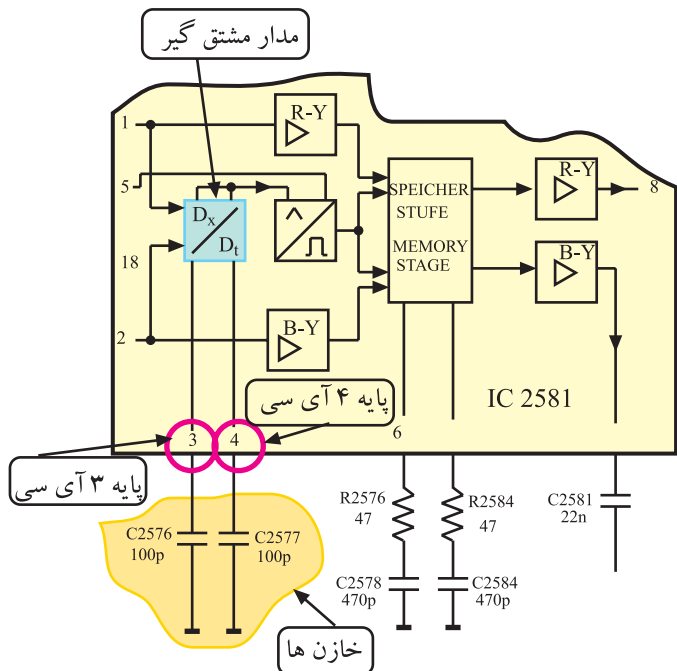 مدار مشتق گیر
1
R-Y
R-Y
5
8
SPEICHER
STUFE
D_x
D_t
MEMORY
STAGE
B-Y
18
2
B-Y
IC 2581
پایه ۴ آی سی
3
4
6
پایه ۳ آی سی
R2576
47
R2584
47
C2581
22n
C2576
100p
C2577
100p
C2578
470p
C2584
470p
خازن ها